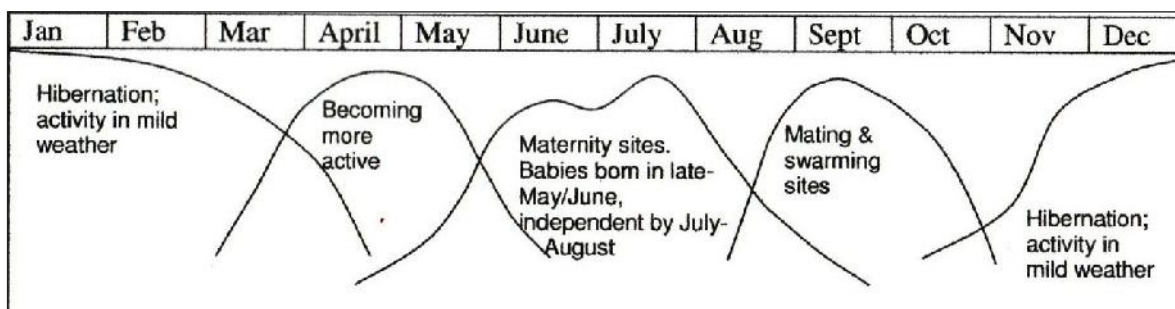 Jan Feb Mar April May June July Aug Sept Oct Nov Dec
Hibernation;
activity in mild
weather
Becoming
more
active
Maternity sites.
Babies born in late-
May/June,
independent by July-
August
Mating &
swarming
sites
Hibernation;
activity in
mild weather